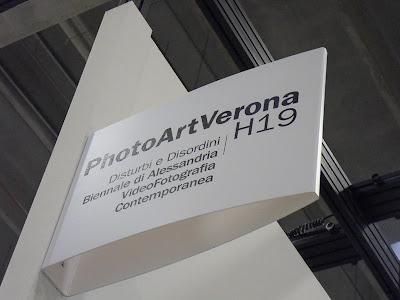 PhotoArtVerona
Disturbi e Disordini
Biennale di Alessandria
VideoFotografia
Contemporanea
H19